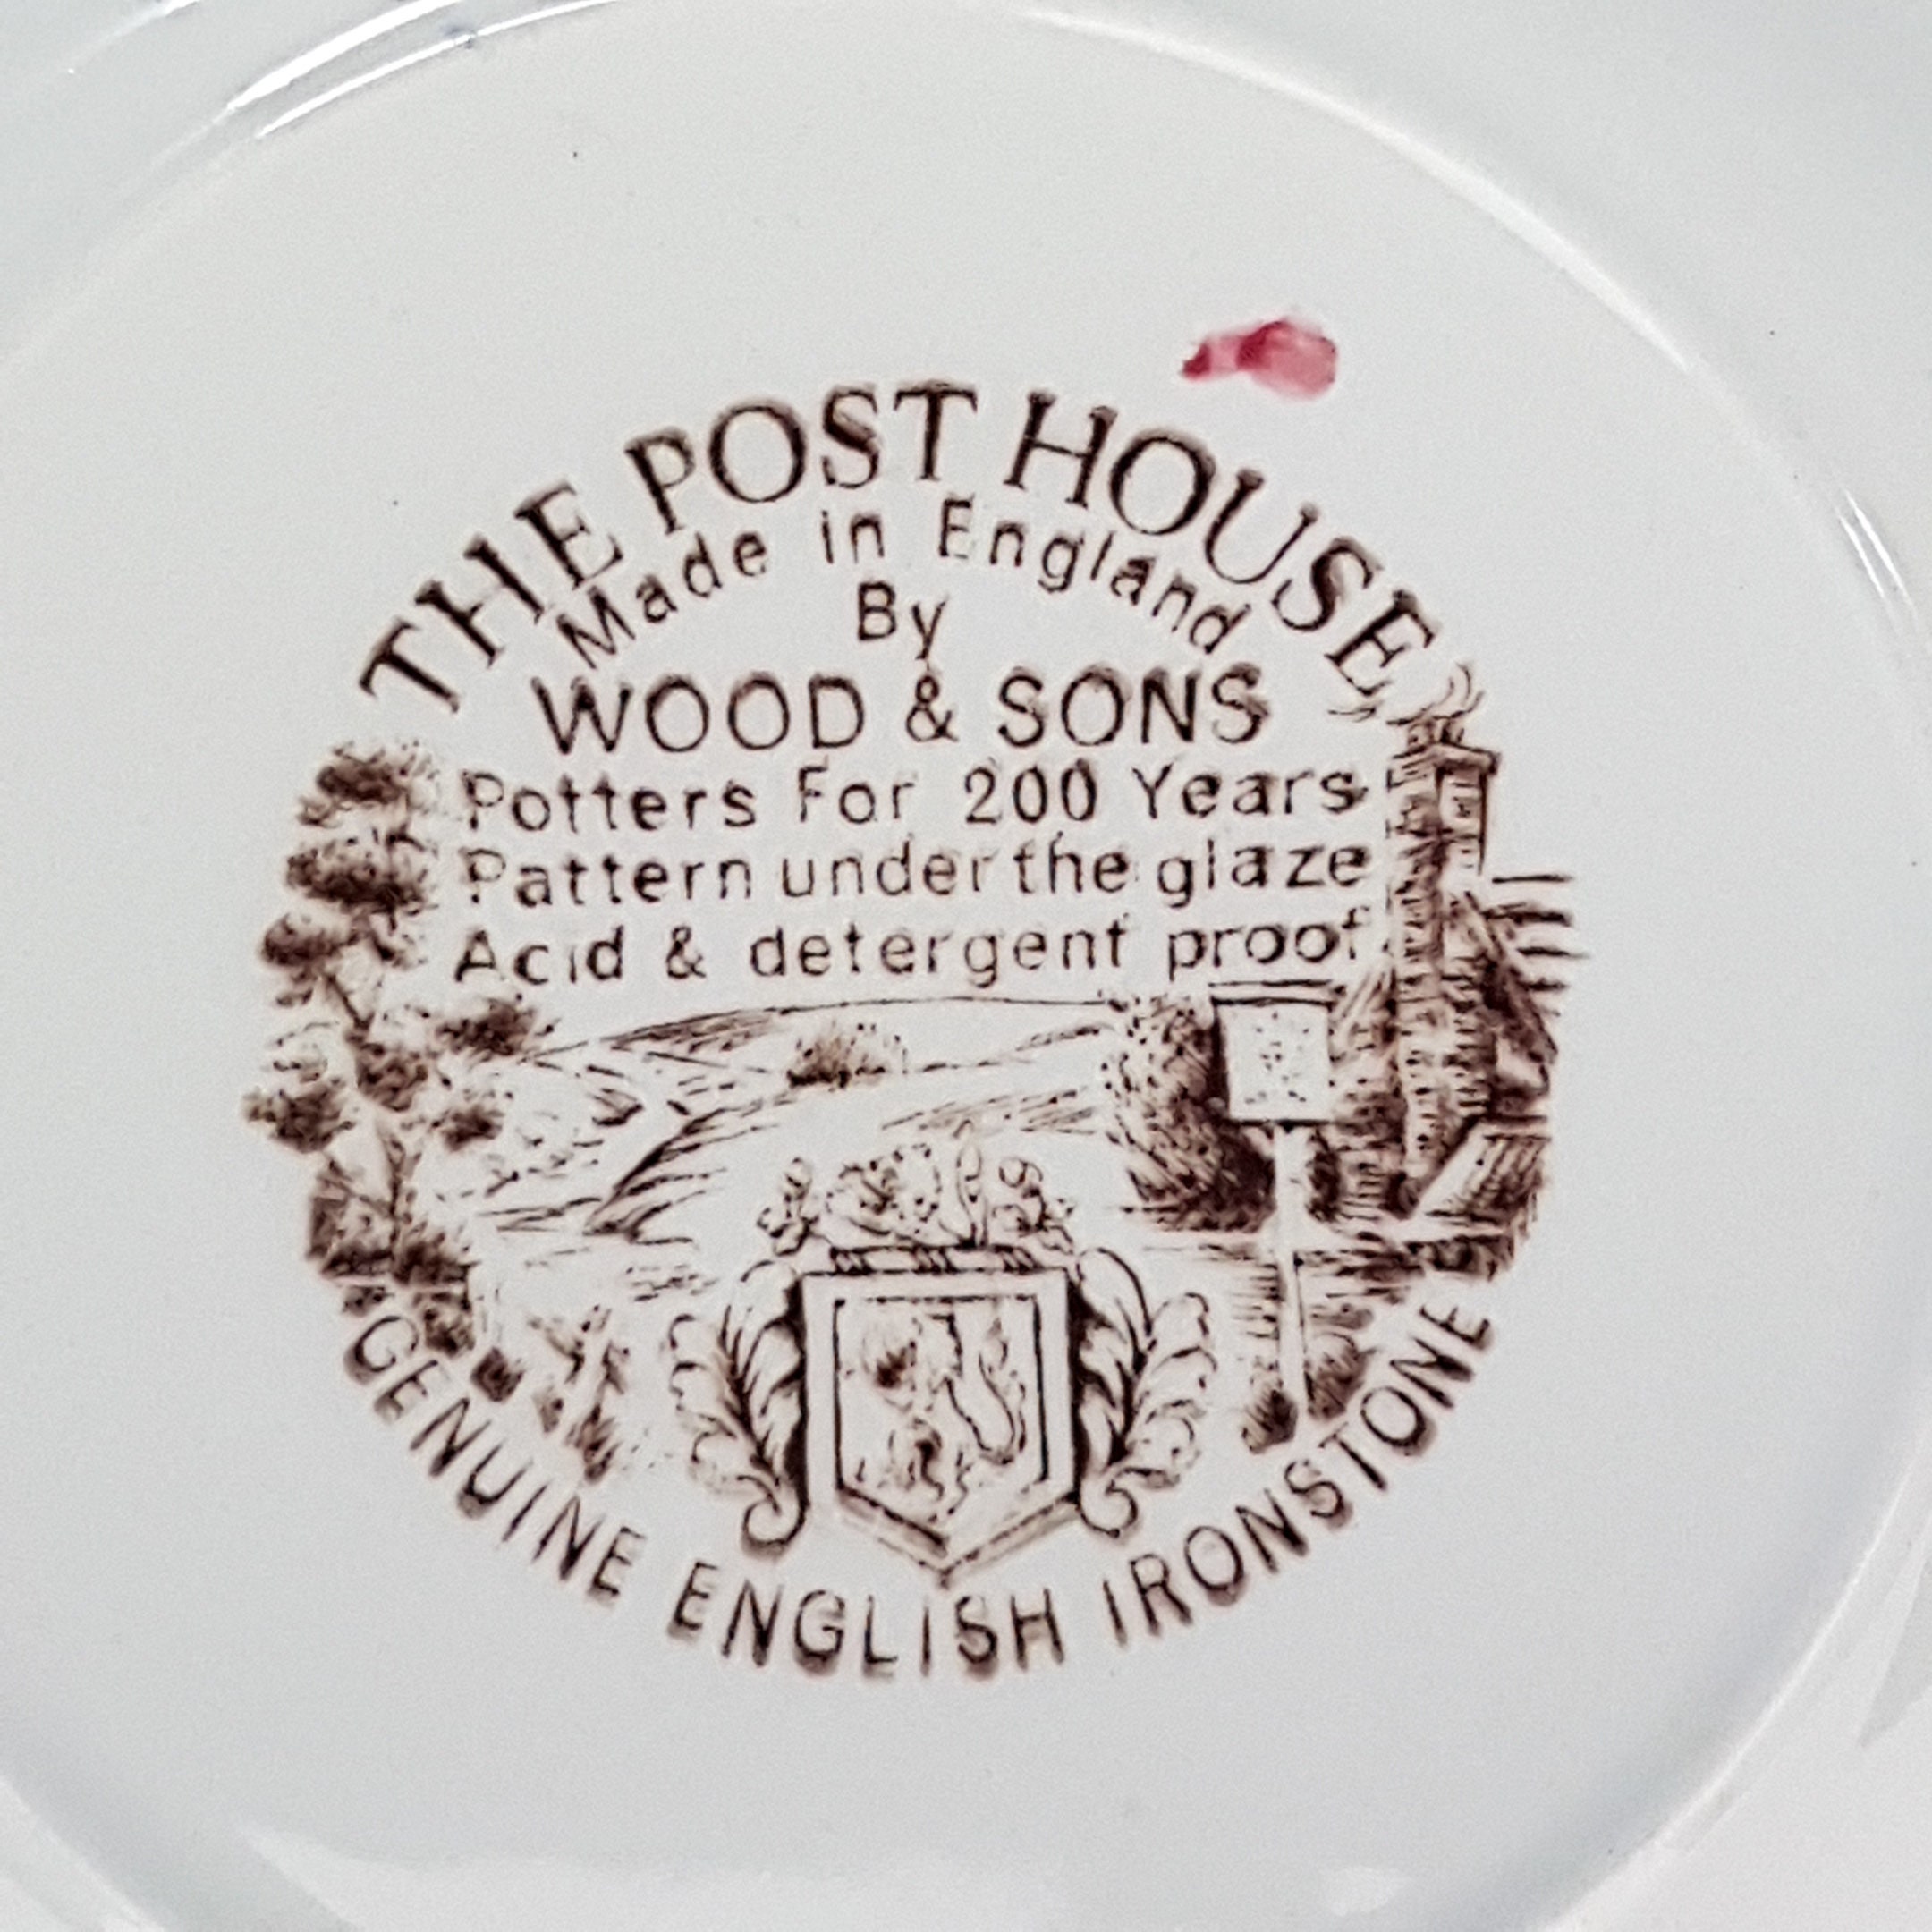 THE POST HOUSE
Made in England
By
WOOD & SONS
Potters For 200 Years
Pattern under the glaze
Acid & detergent proof.
GENUINE ENGLISH IRONSTONE